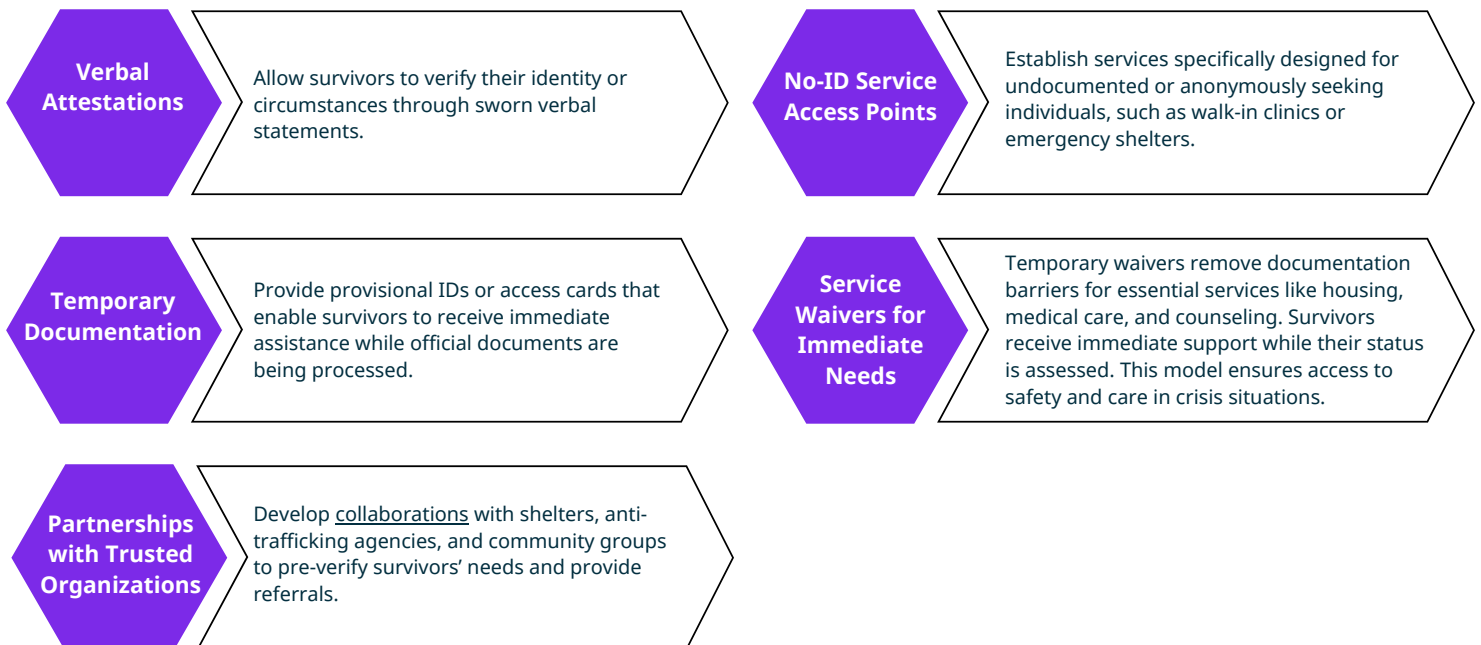 Verbal
Attestations
Allow survivors to verify their identity or
circumstances through sworn verbal
statements.
No-ID Service
Access Points
Establish services specifically designed for
undocumented or anonymously seeking
individuals, such as walk-in clinics or
emergency shelters.
Temporary
Documentation
Provide provisional IDs or access cards that
enable survivors to receive immediate
assistance while official documents are
being processed.
Service
Waivers for
Immediate
Needs
Temporary waivers remove documentation
barriers for essential services like housing,
medical care, and counseling. Survivors
receive immediate support while their status
is assessed. This model ensures access to
safety and care in crisis situations.
Partnerships
with Trusted
Organizations
Develop collaborations with shelters, anti-
trafficking agencies, and community groups
to pre-verify survivors’ needs and provide
referrals.